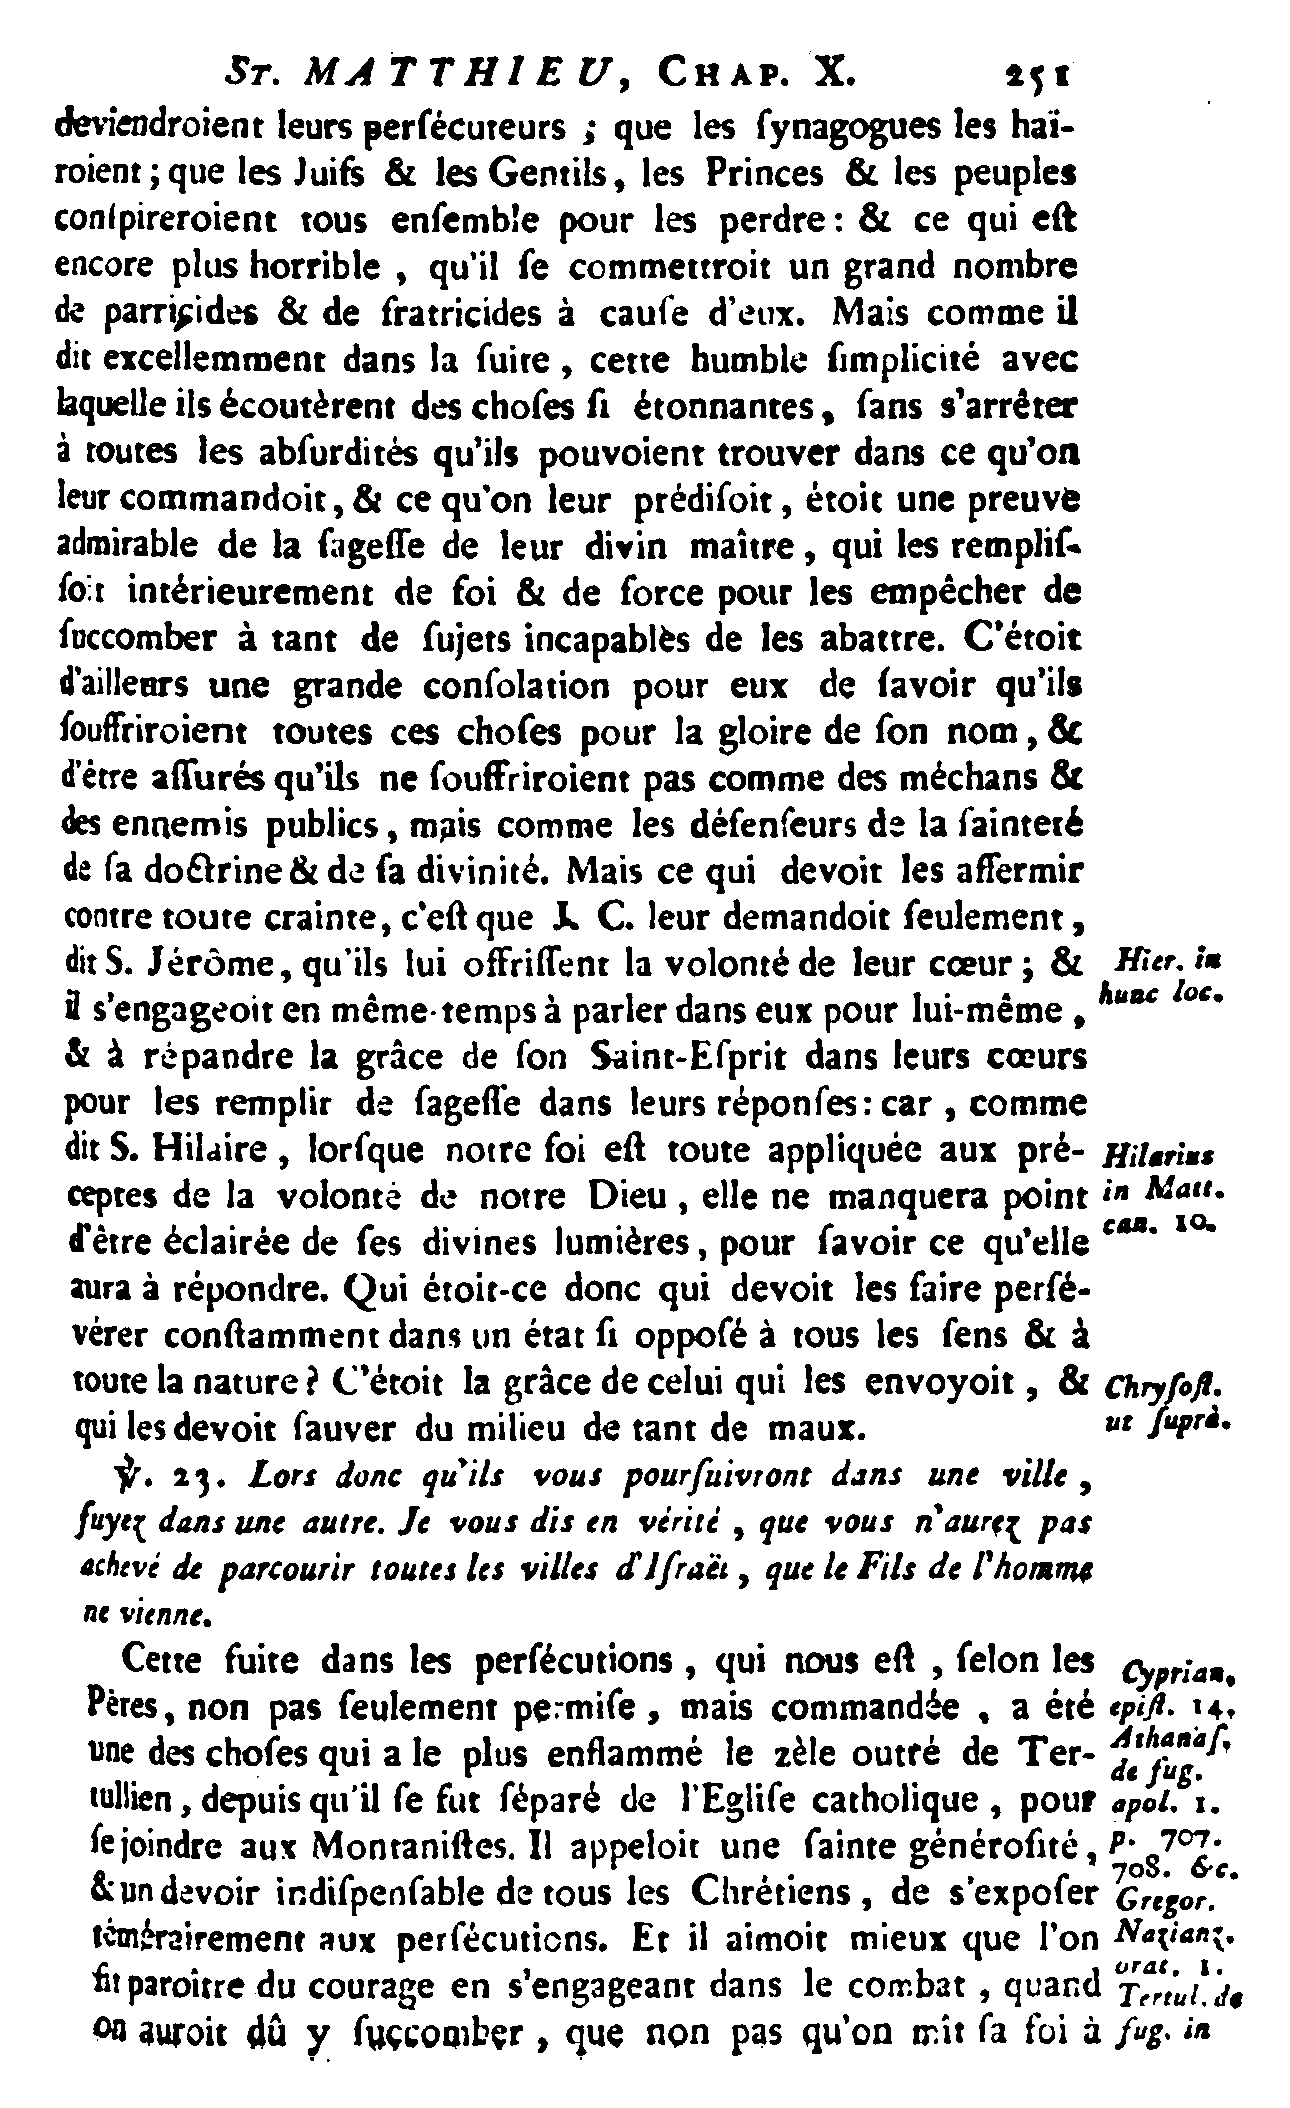 ST. MATTHIEU, CHAP. X. 251
deviendroient leurs perſécuteurs ; que les ſynagogues les haï-
roient ; que les Juifs & les Gentils, les Princes & les peuples
conſpireroient tous enſemble pour les perdre : & ce qui eſt
encore plus horrible , qu'il ſe commettroit un grand nombre
de parricides & de fratricides à cauſe d'eux. Mais comme il
dit excellemment dans la ſuite , cette humble ſimplicité avec
laquelle ils écoutèrent des choſes ſi étonnantes, ſans s'arrêter
à toutes les abſurdités qu'ils pouvoient trouver dans ce qu'on
leur commandoit, & ce qu'on leur prédiſoit , étoit une preuve
admirable de la ſageſſe de leur divin maître , qui les rempliſ-
ſoit intérieurement de foi & de force pour les empêcher de
ſuccomber à tant de ſujets incapablès de les abattre. C'étoit
d'ailleurs une grande conſolation pour eux de ſavoir qu'ils
ſouffriroient toutes ces choſes pour la gloire de ſon nom , &
d'être aſſurés qu'ils ne ſouffriroient pas comme des méchans &
des ennemis publics , mais comme les défenſeurs de la ſainteté
de ſa doctrine & de ſa divinité. Mais ce qui devoit les affermir
contre toute crainte, c'eſt que J. C. leur demandoit ſeulement ,
dit S. Jérôme, qu'ils lui offriſſent la volonté de leur cœur ; &
il s'engageoit en même-temps à parler dans eux pour lui-même ,
& à répandre la grâce de ſon Saint-Eſprit dans leurs cœurs
pour les remplir de ſageſſe dans leurs réponſes : car , comme
dit S. Hilaire , lorſque notre foi eſt toute appliquée aux pré-
ceptes de la volonté de notre Dieu , elle ne manquera point
d'être éclairée de ſes divines lumières, pour ſavoir ce qu'elle
aura à répondre. Qui étoit-ce donc qui devoit les faire perſé-
vérer conſtamment dans un état ſi oppoſé à tous les ſens & à
toute la nature ? C'étoit la grâce de celui qui les envoyoit , &
qui les devoit ſauver du milieu de tant de maux.
℣. 23. Lors donc qu'ils vous pourſuivront dans une ville ,
fuyez dans une autre. Je vous dis en vérité , que vous n'aurez pas
achevé de parcourir toutes les villes d'Iſraël , que le Fils de l'homme
ne vienne.
Cette fuite dans les perſécutions , qui nous eſt , ſelon les
Pères, non pas ſeulement permiſe , mais commandée , a été
une des choſes qui a le plus enflammé le zèle outré de Ter-
tullien , depuis qu'il ſe fut ſéparé de l'Egliſe catholique , pour
ſe joindre aux Montaniſtes. Il appeloit une ſainte généroſité,
& un devoir indiſpenſable de tous les Chrétiens , de s'expoſer
témérairement aux perſécutions. Et il aimoit mieux que l'on
fit paroître du courage en s'engageant dans le combat , quand
on auroit dû y ſuccomber , que non pas qu'on mît ſa foi à
Hier. in
hunc loc.
Hilarius
in Matt.
can. 10.
Chryſoſt.
ut ſuprà.
Cyprian.
epiſt. 14.
Athanaſ.
de fug.
apol. 1.
p. 707.
708. &c.
Gregor.
Nazianz.
orat. 1.
Tertul. de
fug. in